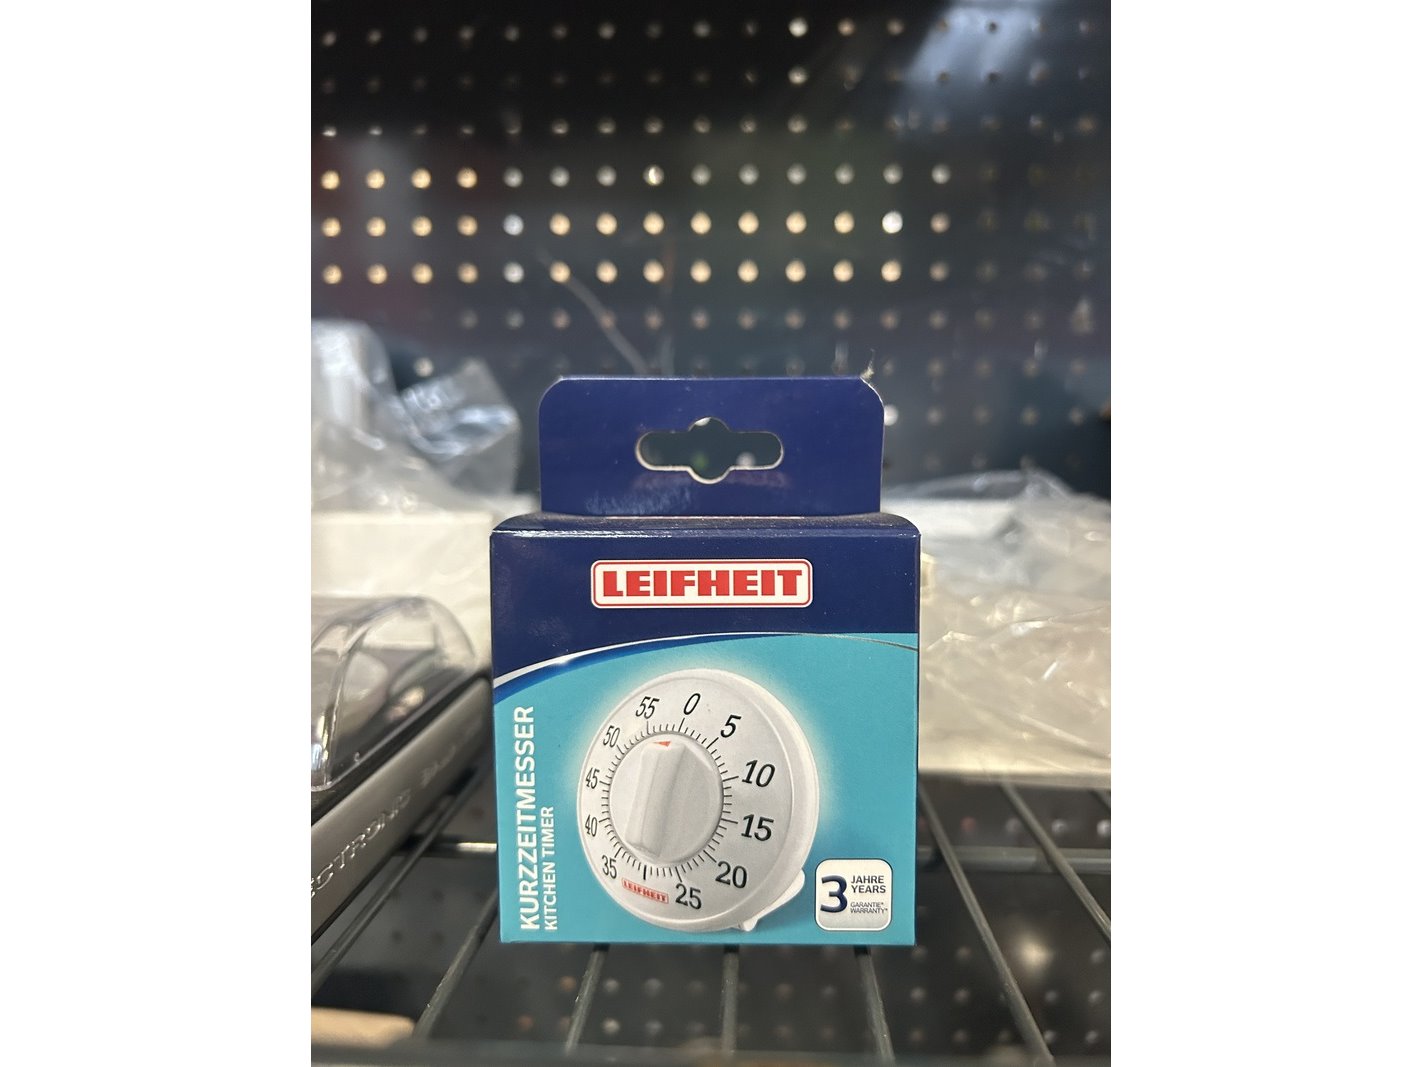 LEIFHEIT
KURZZEITMESSER
KITCHEN TIMER
0
5
10
15
20
25
LEIFHEIT
35
40
45
50
55
3 JAHRE
YEARS
GARANTIE*
WARRANTY*